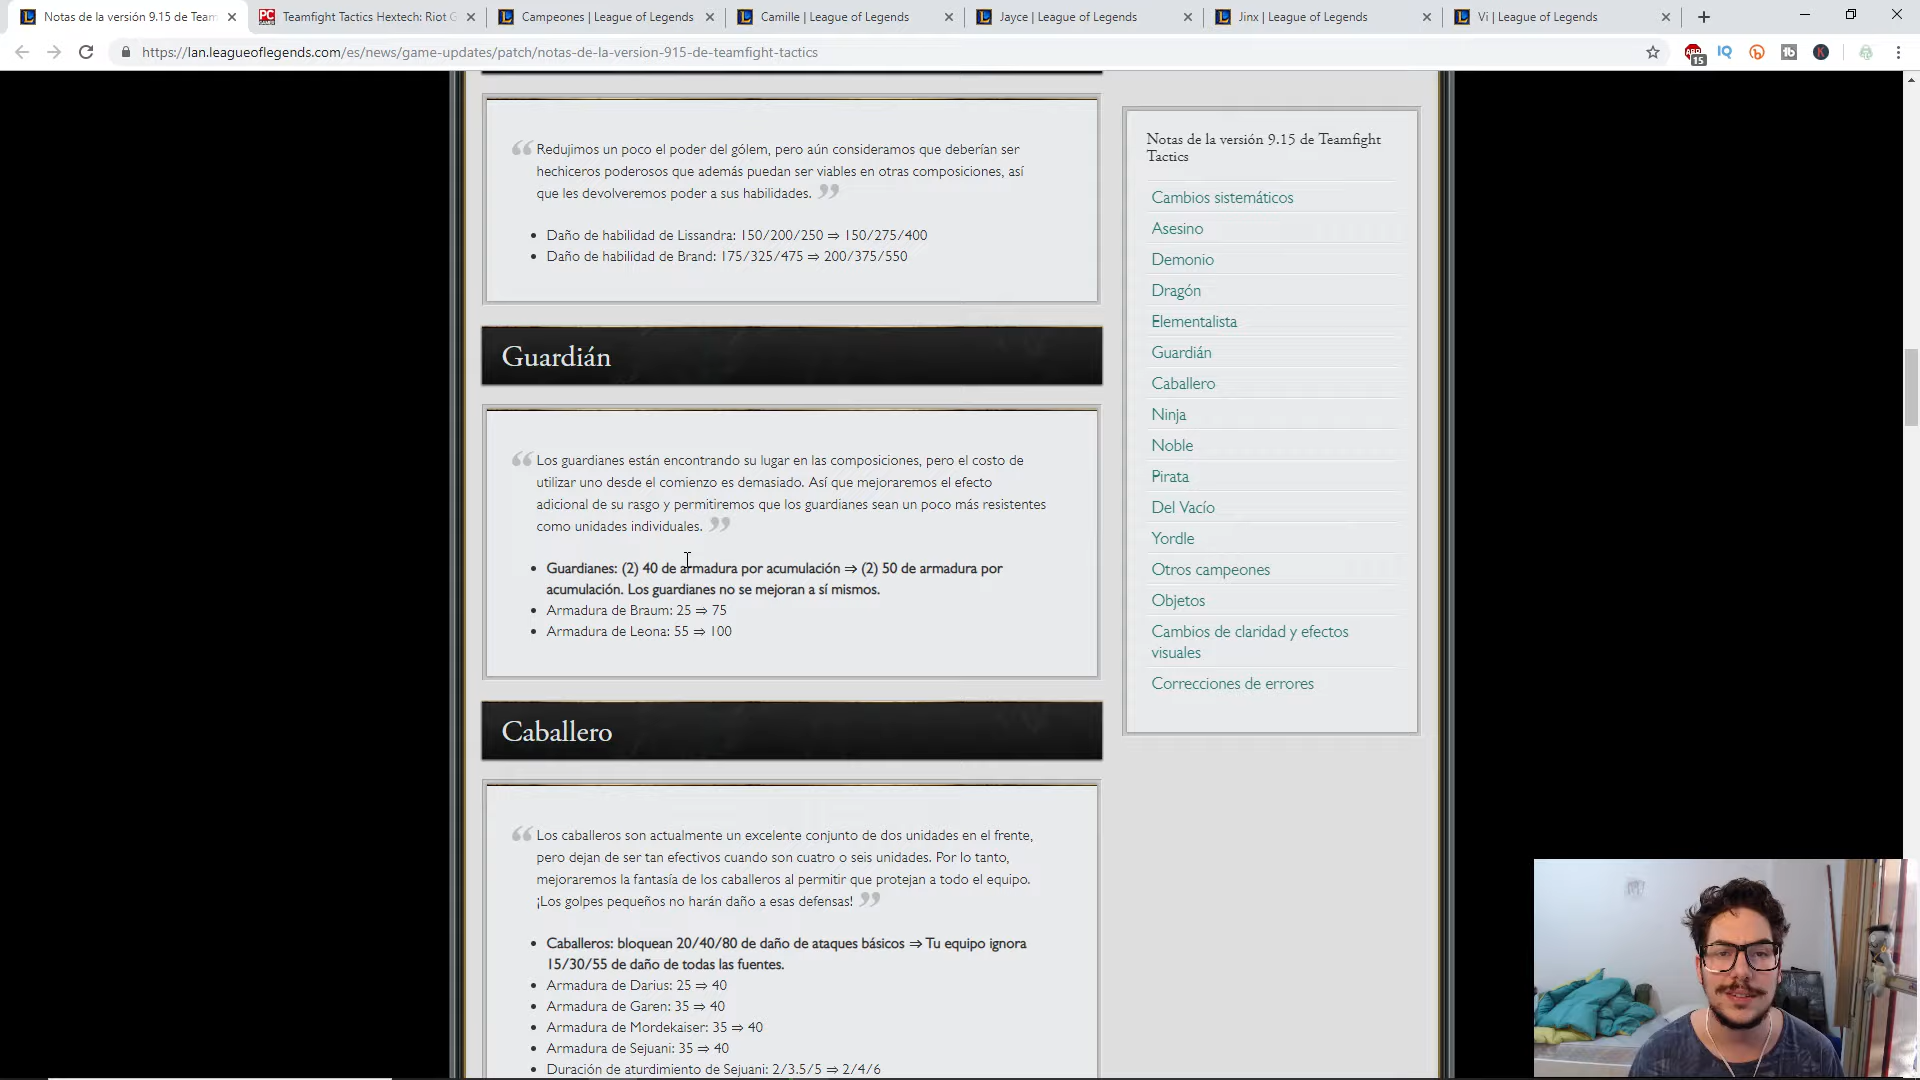 Notas de la versión 9.15 de Team
Teamfight Tactics Hextech: Riot G
Campeones | League of Legends
Camille | League of Legends
Jayce | League of Legends
Jinx | League of Legends
Vi | League of Legends
https://lan.leagueoflegends.com/es/news/game-updates/patch/notas-de-la-version-915-de-teamfight-tactics
ABP
15
IQ
tb
K
“ Redujimos un poco el poder del gólem, pero aún consideramos que deberían ser
hechiceros poderosos que además puedan ser viables en otras composiciones, así
que les devolveremos poder a sus habilidades. ”
• Daño de habilidad de Lissandra: 150/200/250 ⇒ 150/275/400
• Daño de habilidad de Brand: 175/325/475 ⇒ 200/375/550
Guardián
“ Los guardianes están encontrando su lugar en las composiciones, pero el costo de
utilizar uno desde el comienzo es demasiado. Así que mejoraremos el efecto
adicional de su rasgo y permitiremos que los guardianes sean un poco más resistentes
como unidades individuales. ”
• Guardianes: (2) 40 de armadura por acumulación ⇒ (2) 50 de armadura por
acumulación. Los guardianes no se mejoran a sí mismos.
• Armadura de Braum: 25 ⇒ 75
• Armadura de Leona: 55 ⇒ 100
Caballero
“ Los caballeros son actualmente un excelente conjunto de dos unidades en el frente,
pero dejan de ser tan efectivos cuando son cuatro o seis unidades. Por lo tanto,
mejoraremos la fantasía de los caballeros al permitir que protejan a todo el equipo.
¡Los golpes pequeños no harán daño a esas defensas! ”
• Caballeros: bloquean 20/40/80 de daño de ataques básicos ⇒ Tu equipo ignora
15/30/55 de daño de todas las fuentes.
• Armadura de Darius: 25 ⇒ 40
• Armadura de Garen: 35 ⇒ 40
• Armadura de Mordekaiser: 35 ⇒ 40
• Armadura de Sejuani: 35 ⇒ 40
• Duración de aturdimiento de Sejuani: 2/3.5/5 ⇒ 2/4/6
Notas de la versión 9.15 de Teamfight
Tactics
Cambios sistemáticos
Asesino
Demonio
Dragón
Elementalista
Guardián
Caballero
Ninja
Noble
Pirata
Del Vacío
Yordle
Otros campeones
Objetos
Cambios de claridad y efectos
visuales
Correcciones de errores